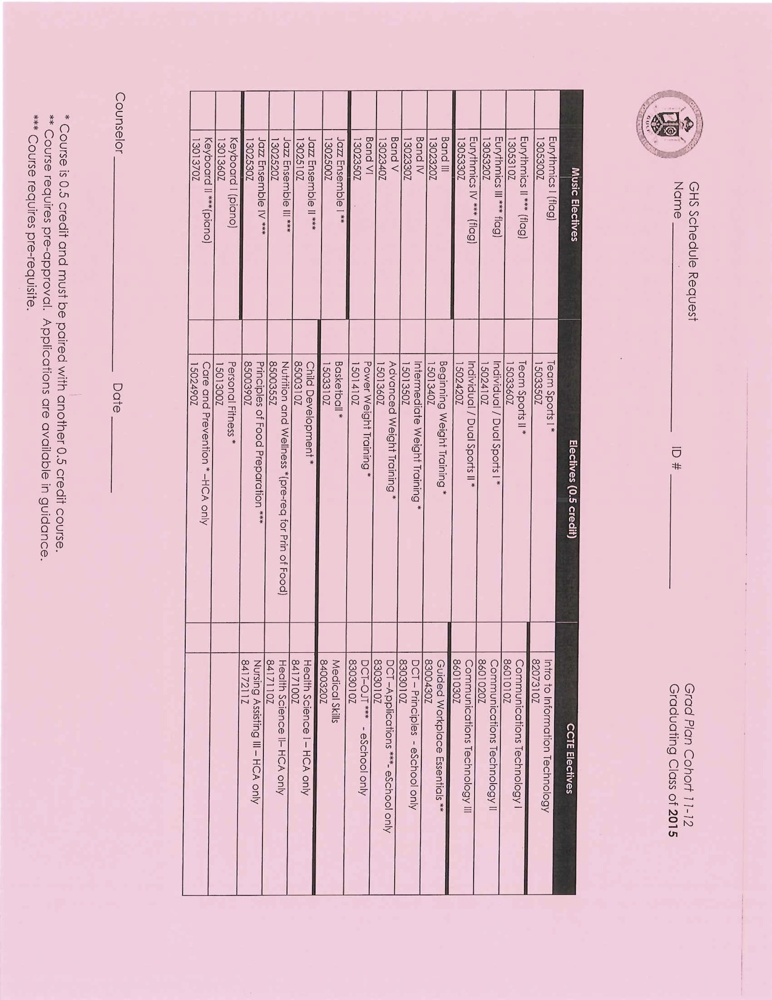 GHS Schedule Request
Grad Plan Cohort 11-12
Name ID #
Graduating Class of 2015
Music Electives
Electives (0.5 credit)
CCTE Electives
Eurythmics I (flag)
1305300Z
Team Sports I *
1503350Z
Intro to Information Technology
8207310Z
Eurythmics II *** (flag)
1305310Z
Team Sports II *
1503360Z
Communications Technology I
8601010Z
Eurythmics III *** flag)
1305320Z
Individual / Dual Sports I *
1502410Z
Communications Technology II
8601020Z
Eurythmics IV *** (flag)
1305330Z
Individual / Dual Sports II *
1502420Z
Communications Technology III
8601030Z
Band III
1302320Z
Beginning Weight Training *
1501340Z
Guided Workplace Essentials **
8300430Z
Band IV
1302330Z
Intermediate Weight Training *
1501350Z
DCT – Principles - eSchool only
8303010Z
Band V
1302340Z
Advanced Weight Training *
1501360Z
DCT –Applications ***- eSchool only
8303010Z
Band VI
1302350Z
Power Weight Training *
1501410Z
DCT–OJT *** - eSchool only
8303010Z
Jazz Ensemble I **
1302500Z
Basketball *
1503310Z
Medical Skills
8400320Z
Jazz Ensemble II ***
1302510Z
Child Development *
8500310Z
Health Science I – HCA only
8417100Z
Jazz Ensemble III ***
1302520Z
Nutrition and Wellness *(pre-req for Prin of Food)
8500355Z
Health Science II– HCA only
8417110Z
Jazz Ensemble IV ***
1302530Z
Principles of Food Preparation ***
8500390Z
Nursing Assisting III – HCA only
8417211Z
Keyboard I (piano)
1301360Z
Personal Fitness *
1501300Z
Keyboard II ***(piano)
1301370Z
Care and Prevention * –HCA only
1502490Z
Counselor Date
* Course is 0.5 credit and must be paired with another 0.5 credit course.
** Course requires pre-approval. Applications are available in guidance.
*** Course requires pre-requisite.